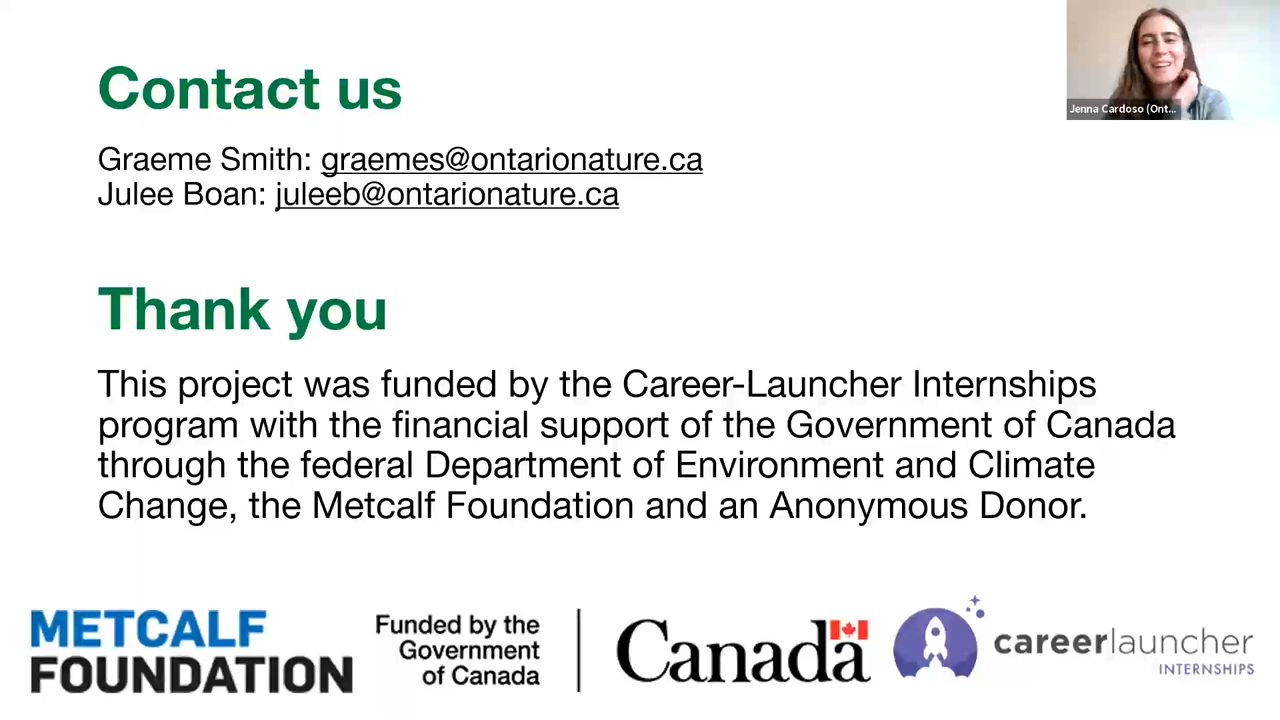 Contact us
Jenna Cardoso (Ont...
Graeme Smith: graemes@ontarionature.ca
Julee Boan: juleeb@ontarionature.ca
Thank you
This project was funded by the Career-Launcher Internships
program with the financial support of the Government of Canada
through the federal Department of Environment and Climate
Change, the Metcalf Foundation and an Anonymous Donor.
METCALF
FOUNDATION
Funded by the
Government
of Canada
Canada
careerlauncher
INTERNSHIPS